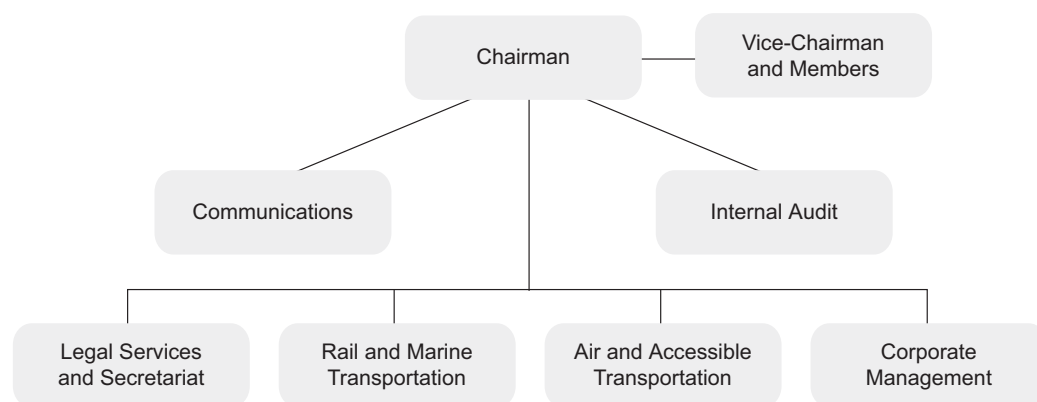 Chairman
Vice-Chairman
and Members
Communications
Internal Audit
Legal Services
and Secretariat
Rail and Marine
Transportation
Air and Accessible
Transportation
Corporate
Management